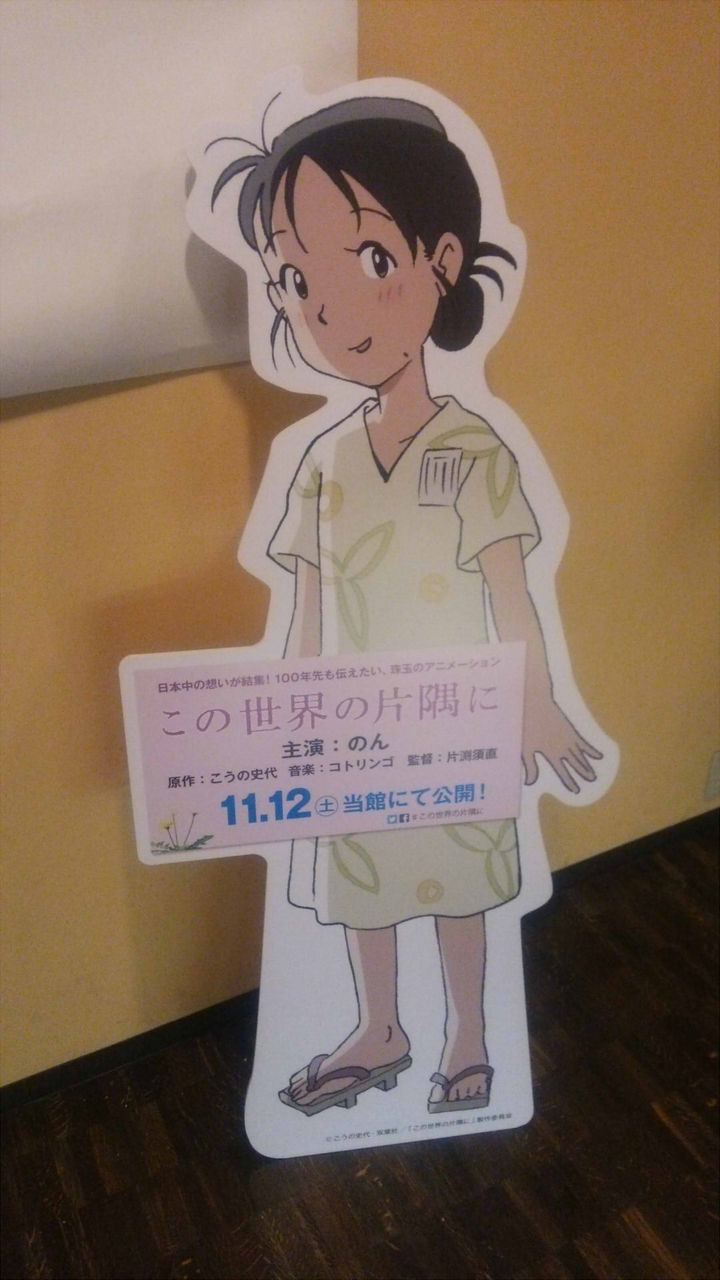 日本中の想いが結集！100年先も伝えたい、珠玉のアニメーション
この世界の片隅に
主演：のん
原作：こうの史代 音楽：コトリンゴ 監督：片渕須直
11.12㊏当館にて公開！
#この世界の片隅に
©こうの史代・双葉社／「この世界の片隅に」製作委員会